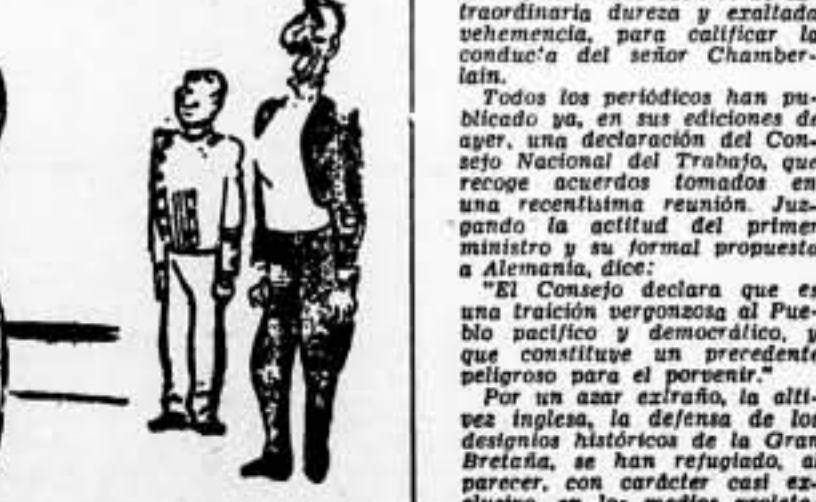 traordinaria dureza y exaltada
vehemencia, para calificar la
conduc'a del señor Chamber-
lain.
Todos los periódicos han pu-
blicado ya, en sus ediciones de
ayer, una declaración del Con-
sejo Nacional del Trabajo, que
recoge acuerdos tomados en
una recentísima reunión. Juz-
gando la actitud del primer
ministro y su formal propuesta
a Alemania, dice:
"El Consejo declara que es
una traición vergonzosa al Pue-
blo pacífico y democrático, y
que constituye un precedente
peligroso para el porvenir."
Por un azar extraño, la alti-
vez inglesa, la defensa de los
designios históricos de la Gran
Bretaña, se han refugiado, al
parecer, con carácter casi ex-